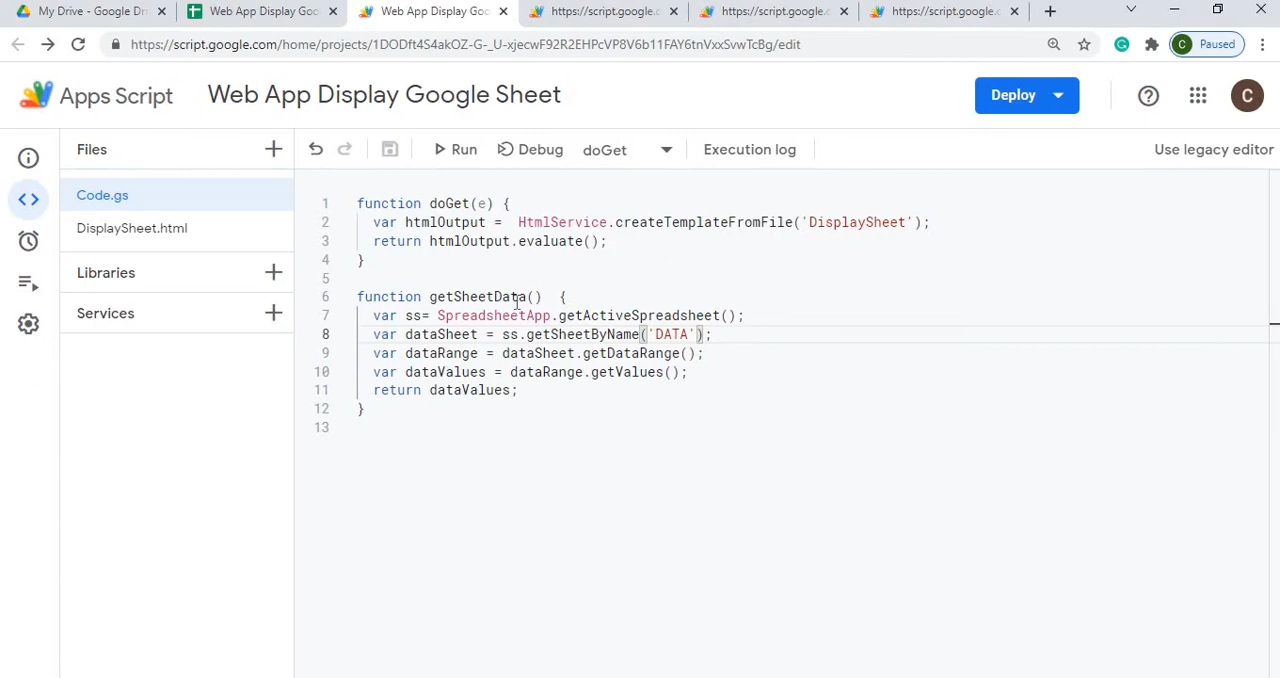 My Drive - Google Dri
Web App Display Goo
Web App Display Goo
https://script.google.c
https://script.google.c
https://script.google.c
https://script.google.com/home/projects/1DODft4S4akOZ-G-_U-xjecwF92R2EHPcVP8V6b11FAY6tnVxxSvwTcBg/edit
C Paused
Apps Script
Web App Display Google Sheet
Deploy
C
Files
Run
Debug
doGet
Execution log
Use legacy editor
Code.gs
DisplaySheet.html
Libraries
Services
1 function doGet(e) {
2 var htmlOutput = HtmlService.createTemplateFromFile('DisplaySheet');
3 return htmlOutput.evaluate();
4 }
5
6 function getSheetData() {
7 var ss= SpreadsheetApp.getActiveSpreadsheet();
8 var dataSheet = ss.getSheetByName('DATA');
9 var dataRange = dataSheet.getDataRange();
10 var dataValues = dataRange.getValues();
11 return dataValues;
12 }
13